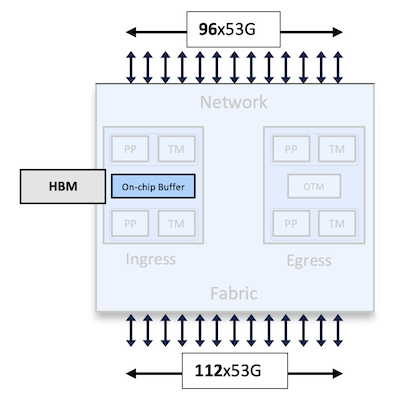 96x53G
Network
PP TM PP TM
HBM On-chip Buffer OTM
PP TM PP TM
Ingress Egress
Fabric
112x53G